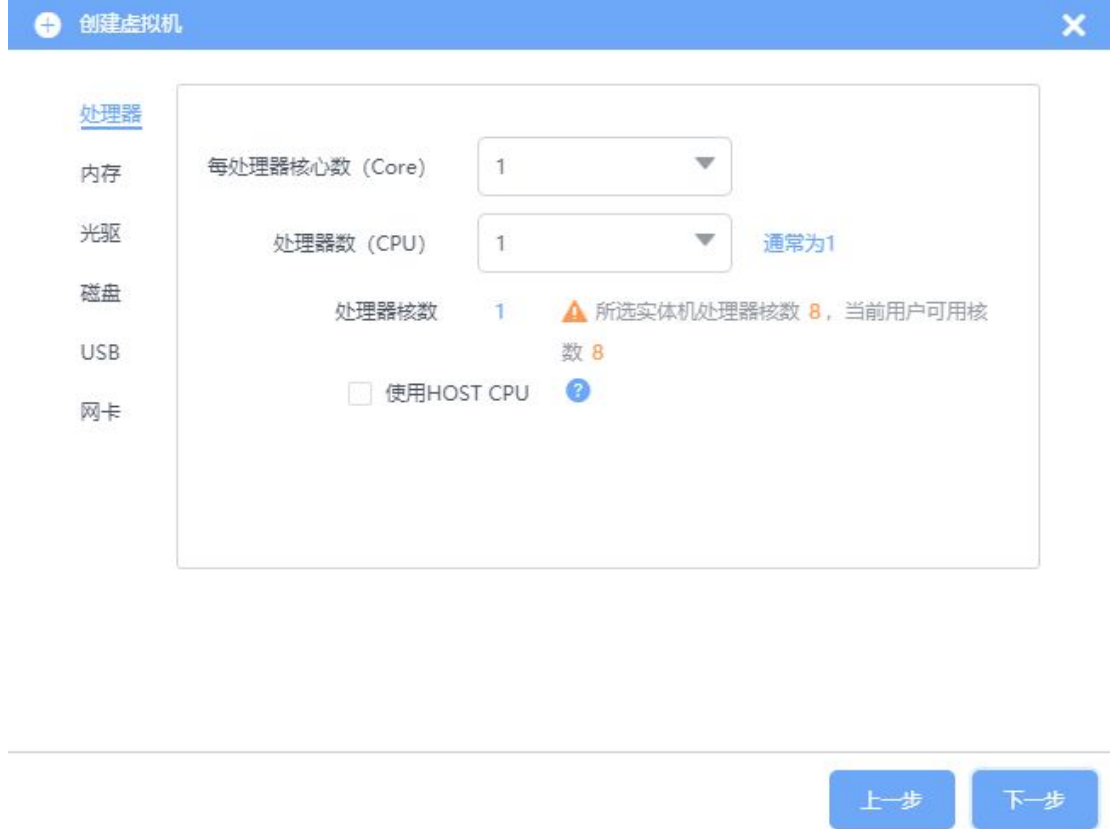 创建虚拟机
处理器
内存
光驱
磁盘
USB
网卡
每处理器核心数（Core） 1
处理器数（CPU） 1 通常为1
处理器核数 1 所选实体机处理器核数 8，当前用户可用核
数 8
使用HOST CPU ?
上一步 下一步